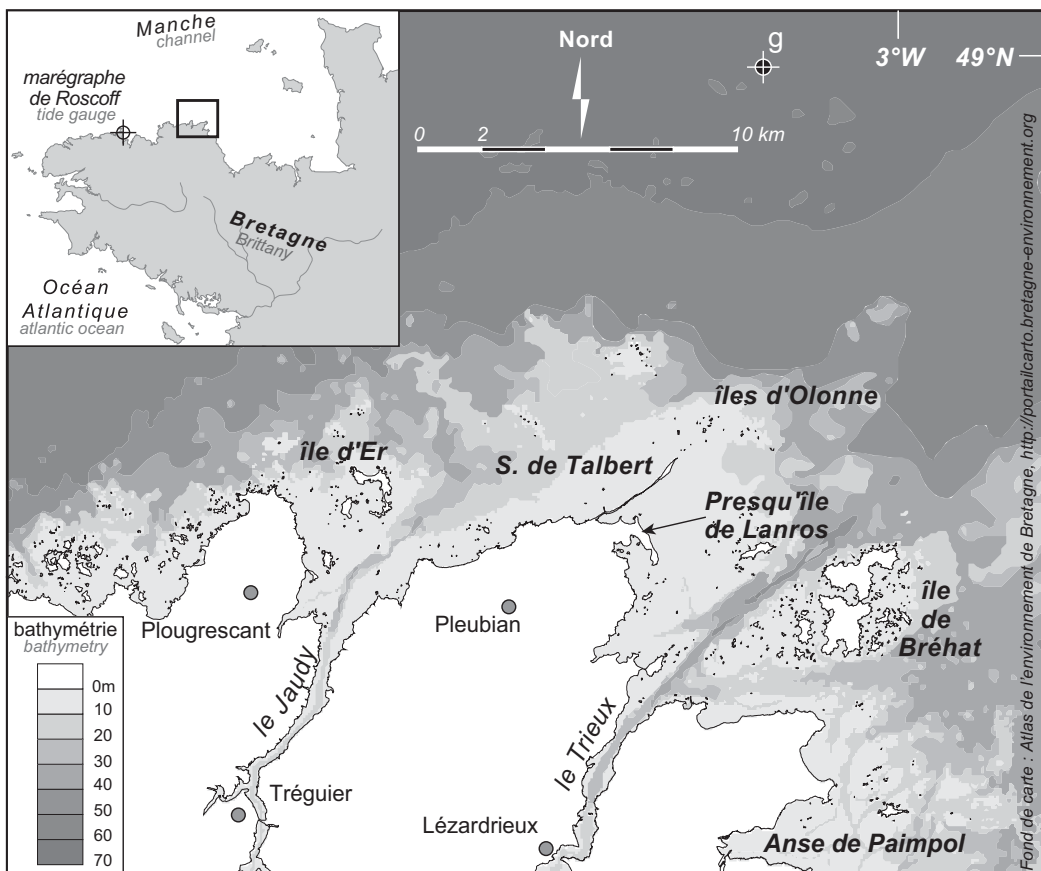 Manche
channel
marégraphe
de Roscoff
tide gauge
Bretagne
Brittany
Océan
Atlantique
atlantic ocean
Nord
g
3°W
49°N
0
2
10 km
îles d'Olonne
île d'Er
S. de Talbert
Presqu'île
de Lanros
île
de
Bréhat
Plougrescant
Pleubian
le Jaudy
le Trieux
Tréguier
Lézardrieux
Anse de Paimpol
bathymétrie
bathymetry
0m
10
20
30
40
50
60
70
Fond de carte : Atlas de l'environnement de Bretagne, http://portailcarto.bretagne-environnement.org